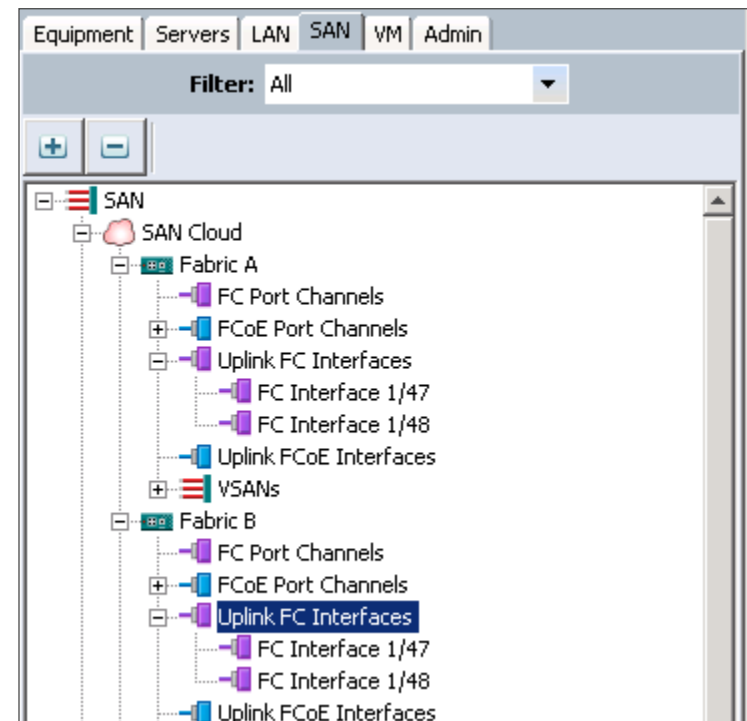 Equipment Servers LAN SAN VM Admin
Filter: All
SAN
SAN Cloud
Fabric A
FC Port Channels
FCoE Port Channels
Uplink FC Interfaces
FC Interface 1/47
FC Interface 1/48
Uplink FCoE Interfaces
VSANs
Fabric B
FC Port Channels
FCoE Port Channels
Uplink FC Interfaces
FC Interface 1/47
FC Interface 1/48
Uplink FCoE Interfaces